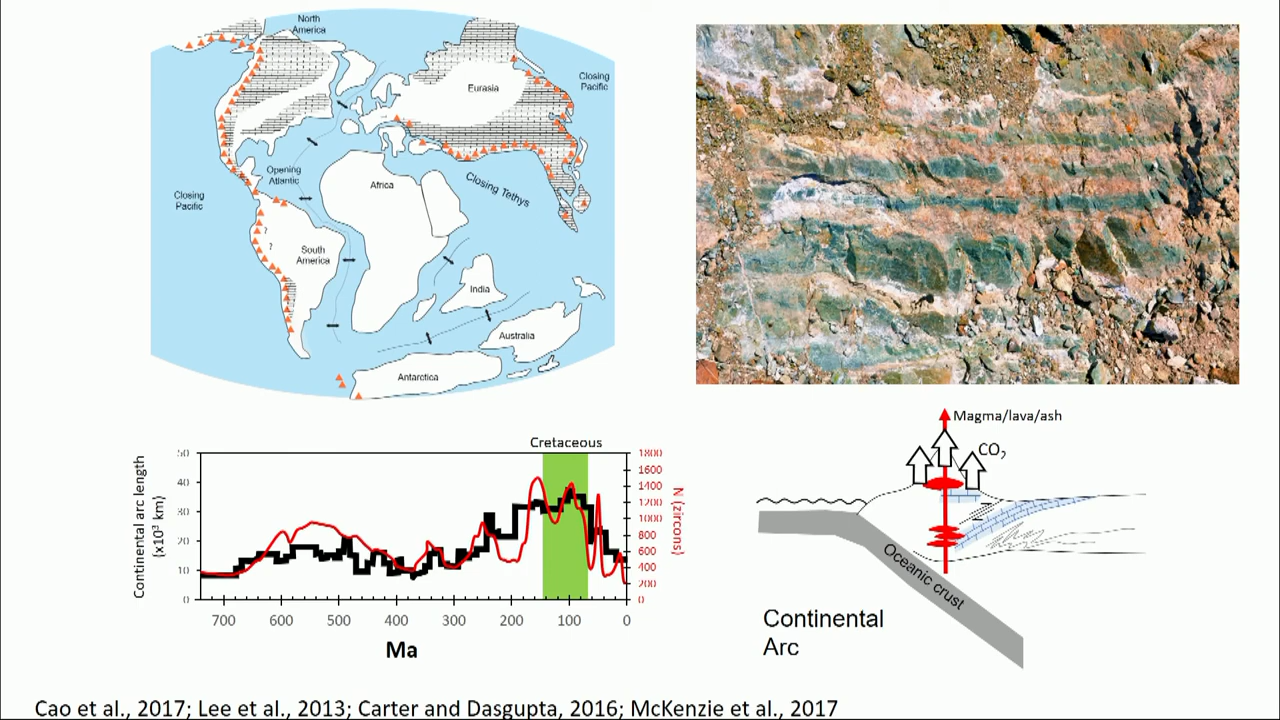 North
America
Closing
Pacific
Eurasia
Opening
Atlantic
Africa
Closing Tethys
Closing
Pacific
?
?
South
America
India
Australia
Antarctica
Cretaceous
Continental arc length
(x10³ km)
50
40
30
20
10
0
1800
1600
1400
1200
1000
800
600
400
200
0
N (zircons)
700 600 500 400 300 200 100 0
Ma
Magma/lava/ash
CO₂
Oceanic crust
Continental
Arc
Cao et al., 2017; Lee et al., 2013; Carter and Dasgupta, 2016; McKenzie et al., 2017